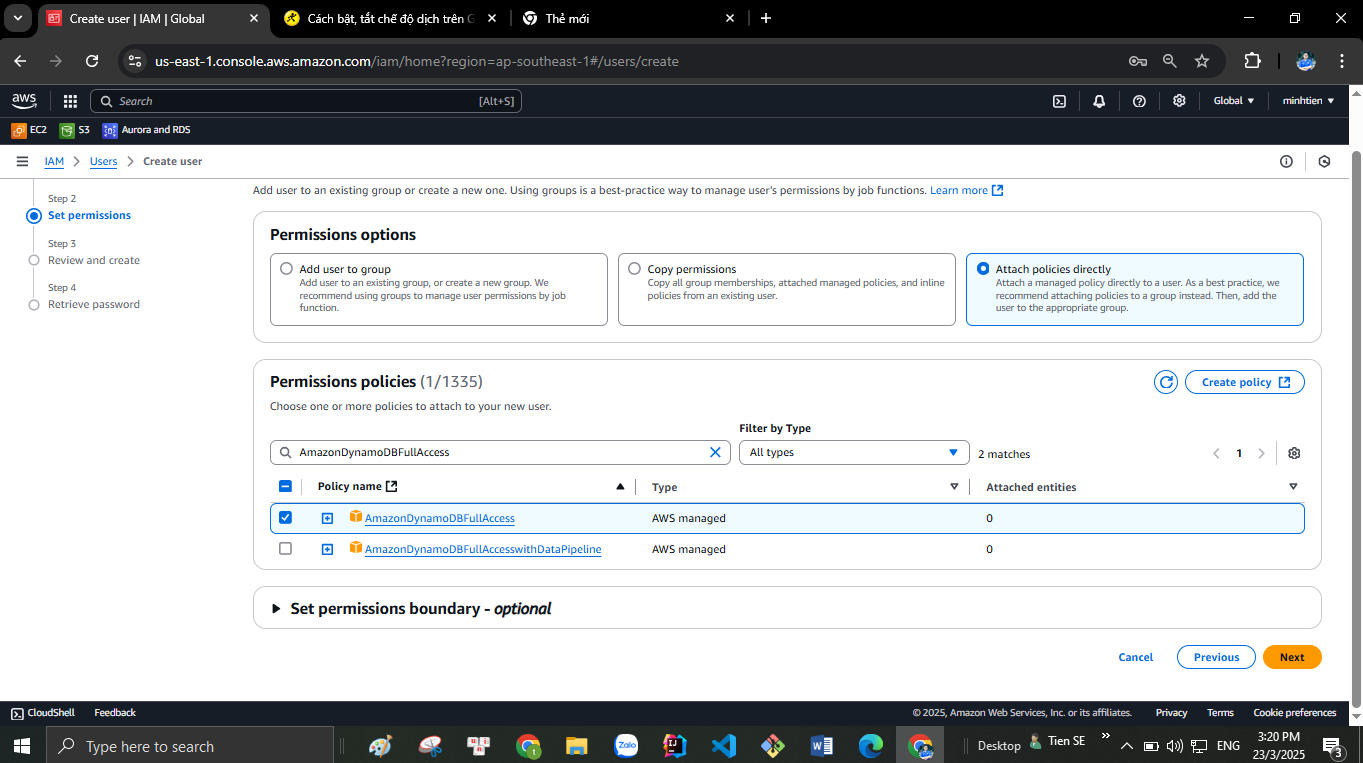 Create user | IAM | Global
Cách bật, tắt chế độ dịch trên G
Thẻ mới
us-east-1.console.aws.amazon.com/iam/home?region=ap-southeast-1#/users/create
aws
Search
[Alt+S]
Global
minhtien
EC2
S3
Aurora and RDS
IAM
Users
Create user
Step 2
Set permissions
Step 3
Review and create
Step 4
Retrieve password
Add user to an existing group or create a new one. Using groups is a best-practice way to manage user's permissions by job functions. Learn more
Permissions options
Add user to group
Add user to an existing group, or create a new group. We
recommend using groups to manage user permissions by job
function.
Copy permissions
Copy all group memberships, attached managed policies, and inline
policies from an existing user.
Attach policies directly
Attach a managed policy directly to a user. As a best practice, we
recommend attaching policies to a group instead. Then, add the
user to the appropriate group.
Permissions policies (1/1335)
Create policy
Choose one or more policies to attach to your new user.
Filter by Type
AmazonDynamoDBFullAccess
All types
2 matches
1
Policy name
Type
Attached entities
AmazonDynamoDBFullAccess
AWS managed
0
AmazonDynamoDBFullAccesswithDataPipeline
AWS managed
0
Set permissions boundary - optional
Cancel
Previous
Next
CloudShell
Feedback
© 2025, Amazon Web Services, Inc. or its affiliates.
Privacy
Terms
Cookie preferences
Type here to search
Zalo
Desktop
Tien SE
ENG
3:20 PM
23/3/2025
3